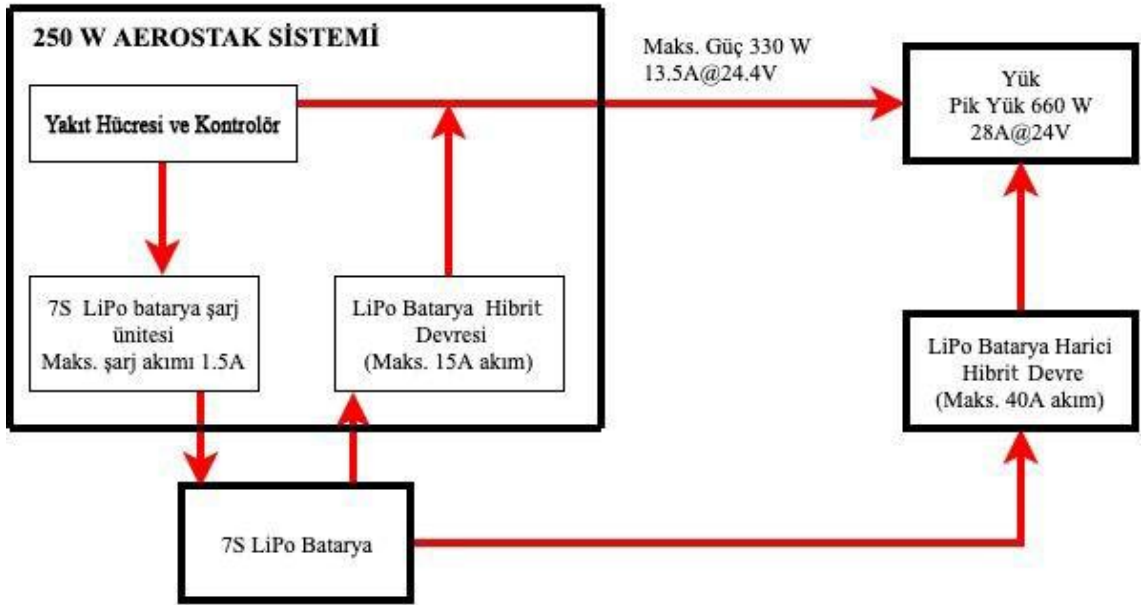 250 W AEROSTAK SİSTEMİ
Maks. Güç 330 W
13.5A@24.4V
Yük
Pik Yük 660 W
28A@24V
Yakıt Hücresi ve Kontrolör
7S LiPo batarya şarj
ünitesi
Maks. şarj akımı 1.5A
LiPo Batarya Hibrit
Devresi
(Maks. 15A akım)
LiPo Batarya Harici
Hibrit Devre
(Maks. 40A akım)
7S LiPo Batarya